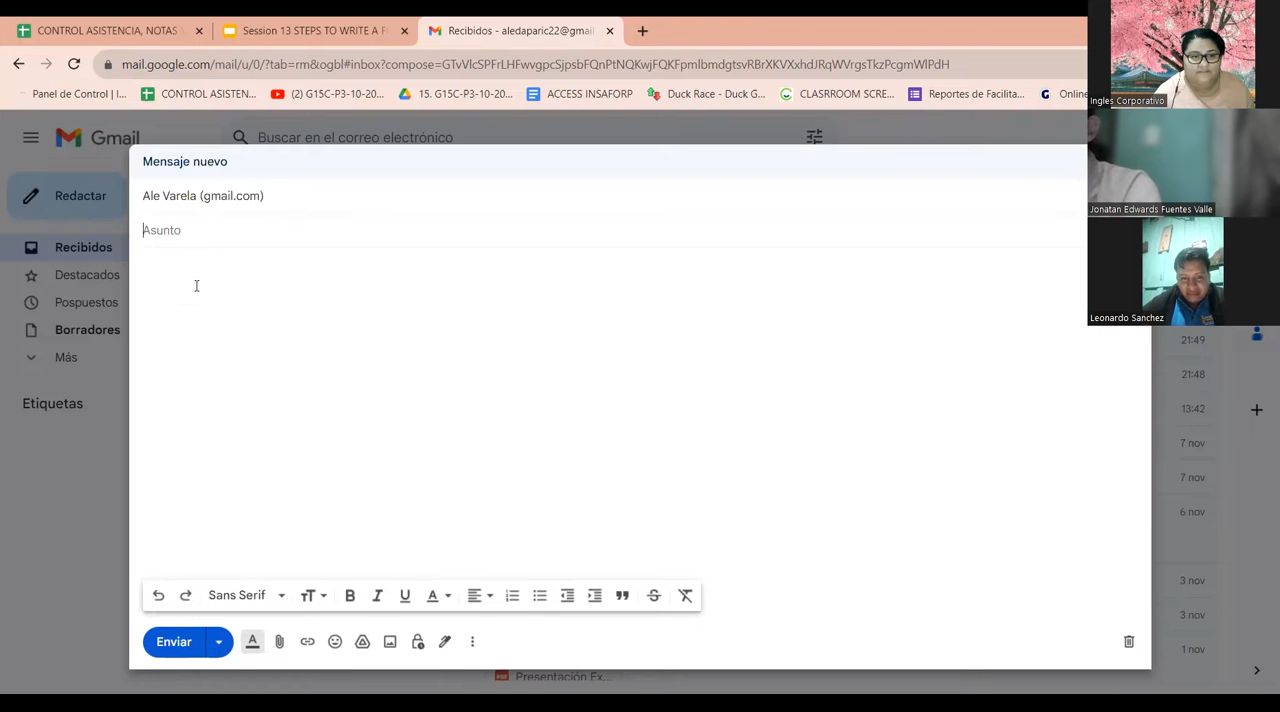 CONTROL ASISTENCIA, NOTAS
Session 13 STEPS TO WRITE A F
Recibidos - aledaparic22@gmail
mail.google.com/mail/u/0/?tab=rm&ogbl#inbox?compose=GTvVlcSPFrLHFwvgpcSjpsbFQnPtNQKwjFQKFpmlbmdgtsvRBrXKVXxhdJRqWVrgsTkzPcgmWlPdH
Panel de Control | I...
CONTROL ASISTEN...
(2) G15C-P3-10-20...
15. G15C-P3-10-202...
ACCESS INSAFORP
Duck Race - Duck G...
CLASRROOM SCRE...
Reportes de Facilita...
Online
Gmail
Buscar en el correo electrónico
Redactar
Recibidos
Destacados
Pospuestos
Borradores
Más
Etiquetas
Mensaje nuevo
Ale Varela (gmail.com)
Asunto
Sans Serif
Enviar
Presentación Ex...
Ingles Corporativo
Jonatan Edwards Fuentes Valle
Leonardo Sanchez
21:49
21:48
13:42
7 nov
7 nov
6 nov
3 nov
3 nov
1 nov